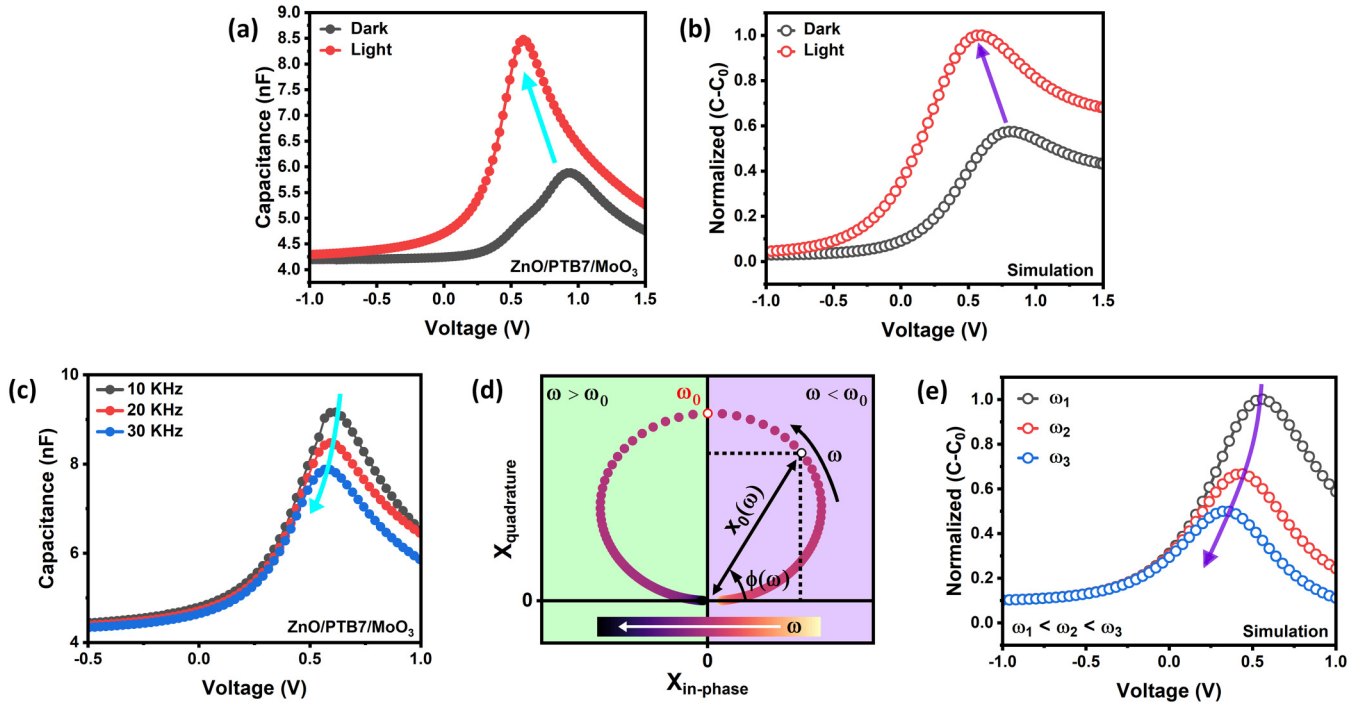 (a)
Dark
Light
Capacitance (nF)
9.0
8.5
8.0
7.5
7.0
6.5
6.0
5.5
5.0
4.5
4.0
-1.0 -0.5 0.0 0.5 1.0 1.5
Voltage (V)
ZnO/PTB7/MoO₃
(b)
Dark
Light
Normalized (C-C₀)
1.0
0.8
0.6
0.4
0.2
0.0
-1.0 -0.5 0.0 0.5 1.0 1.5
Voltage (V)
Simulation
(c)
10 KHz
20 KHz
30 KHz
Capacitance (nF)
10
8
6
4
-0.5 0.0 0.5 1.0
Voltage (V)
ZnO/PTB7/MoO₃
(d)
ω > ω₀
ω₀
ω < ω₀
ω
X₀(ω)
ϕ(ω)
ω
Xquadrature
0
0
Xin-phase
(e)
ω₁
ω₂
ω₃
Normalized (C-C₀)
1.0
0.8
0.6
0.4
0.2
0.0
-1.0 -0.5 0.0 0.5 1.0
Voltage (V)
ω₁ < ω₂ < ω₃
Simulation